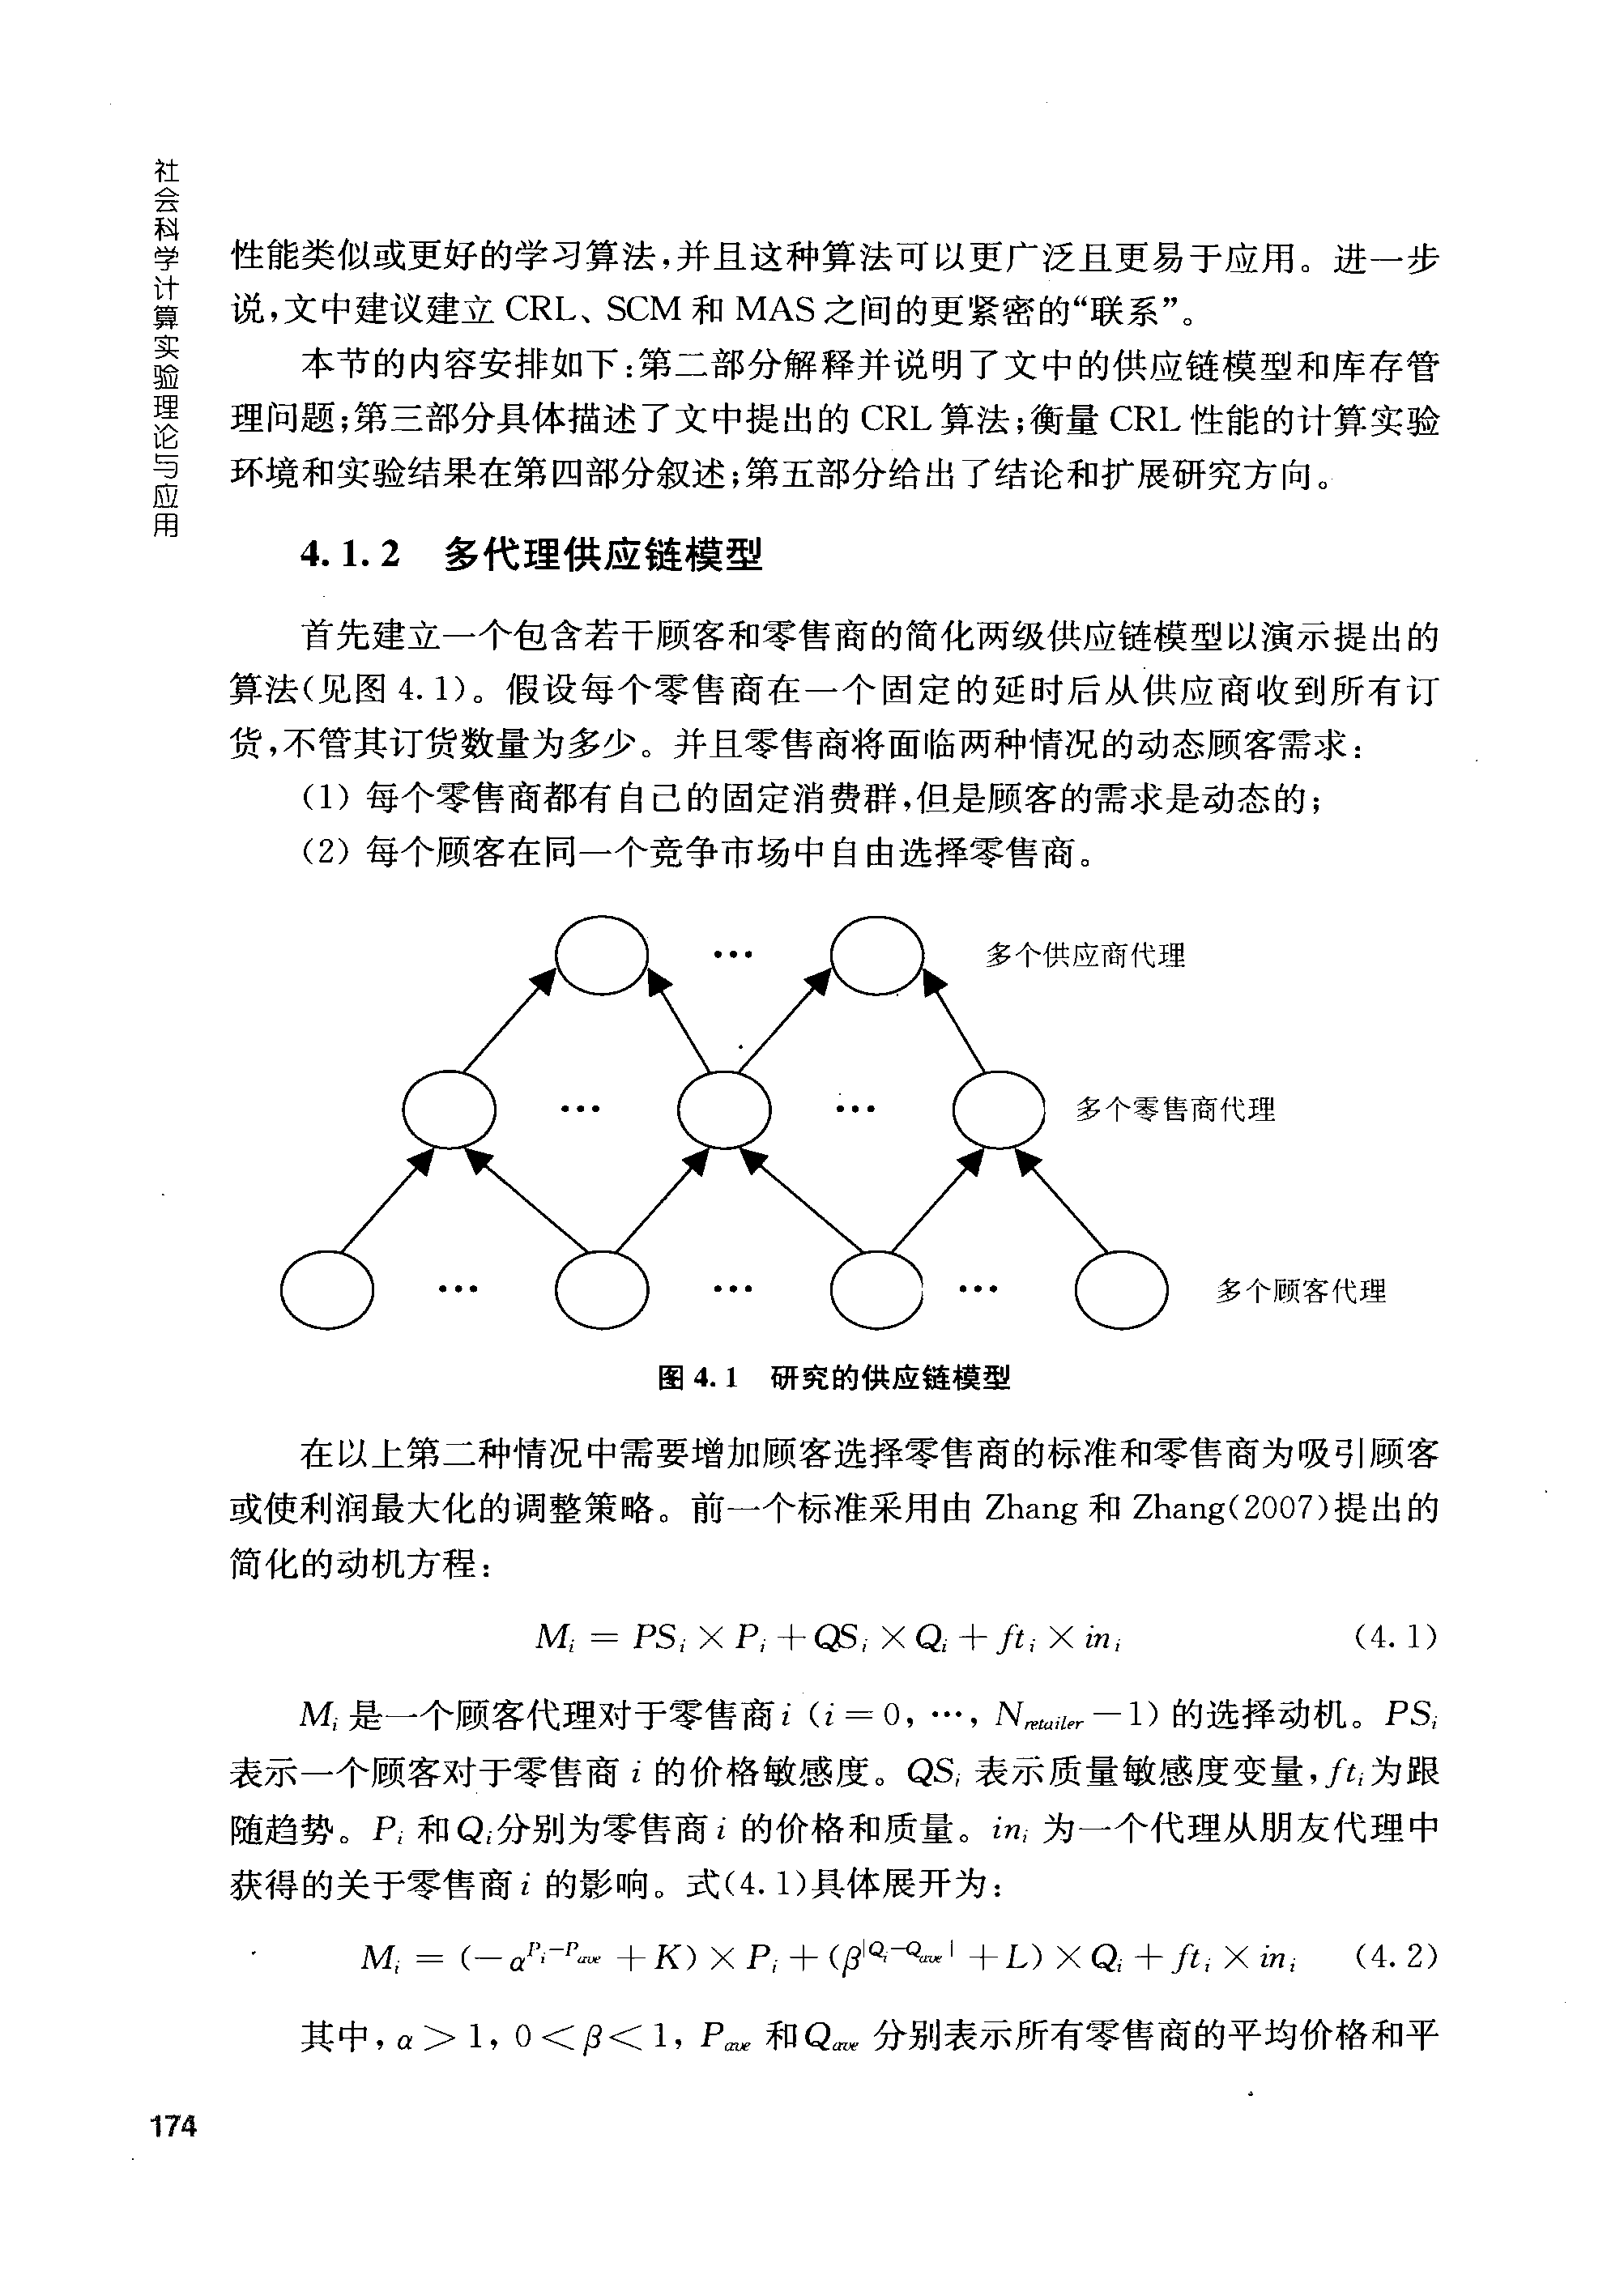 社会科学计算实验理论与应用
性能类似或更好的学习算法,并且这种算法可以更广泛且更易于应用。进一步
说,文中建议建立 CRL、SCM 和 MAS 之间的更紧密的“联系”。
本节的内容安排如下:第二部分解释并说明了文中的供应链模型和库存管
理问题;第三部分具体描述了文中提出的 CRL 算法;衡量 CRL 性能的计算实验
环境和实验结果在第四部分叙述;第五部分给出了结论和扩展研究方向。
4.1.2 多代理供应链模型
首先建立一个包含若干顾客和零售商的简化两级供应链模型以演示提出的
算法(见图 4.1)。假设每个零售商在一个固定的延时后从供应商收到所有订
货,不管其订货数量为多少。并且零售商将面临两种情况的动态顾客需求:
(1) 每个零售商都有自己的固定消费群,但是顾客的需求是动态的;
(2) 每个顾客在同一个竞争市场中自由选择零售商。
… 多个供应商代理
… … 多个零售商代理
… … … 多个顾客代理
图 4.1 研究的供应链模型
在以上第二种情况中需要增加顾客选择零售商的标准和零售商为吸引顾客
或使利润最大化的调整策略。前一个标准采用由 Zhang 和 Zhang(2007)提出的
简化的动机方程:
$M_i = PS_i \times P_i + QS_i \times Q_i + ft_i \times in_i$ (4.1)
$M_i$ 是一个顾客代理对于零售商 $i$ ($i = 0, \cdots, N_{retailer} - 1$) 的选择动机。$PS_i$
表示一个顾客对于零售商 $i$ 的价格敏感度。$QS_i$ 表示质量敏感度变量,$ft_i$ 为跟
随趋势。$P_i$ 和 $Q_i$ 分别为零售商 $i$ 的价格和质量。$in_i$ 为一个代理从朋友代理中
获得的关于零售商 $i$ 的影响。式(4.1)具体展开为:
$M_i = (-\alpha^{P_i - P_{ave}} + K) \times P_i + (\beta^{|Q_i - Q_{ave}|} + L) \times Q_i + ft_i \times in_i$ (4.2)
其中,$\alpha > 1$, $0 < \beta < 1$, $P_{ave}$ 和 $Q_{ave}$ 分别表示所有零售商的平均价格和平
174